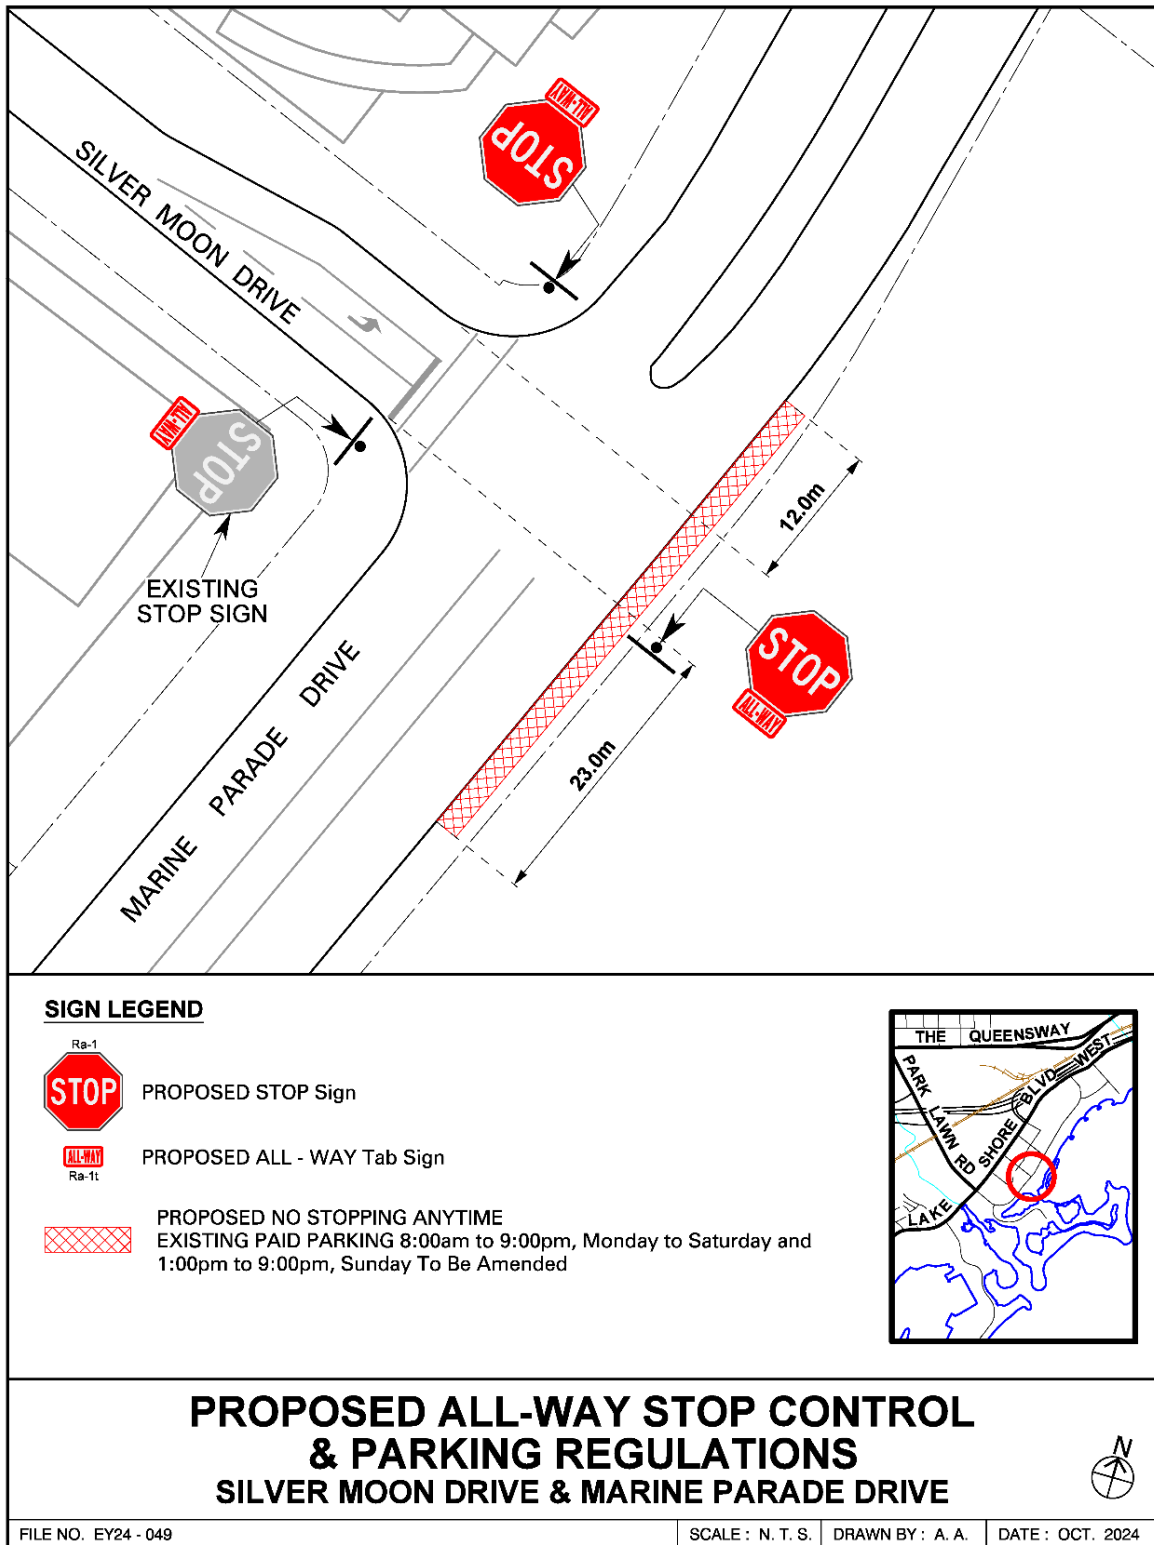 ALL-WAY
STOP
SILVER MOON DRIVE
ALL-WAY
STOP
EXISTING
STOP SIGN
12.0m
STOP
ALL-WAY
23.0m
MARINE PARADE DRIVE
SIGN LEGEND
Ra-1
STOP
PROPOSED STOP Sign
ALL-WAY
Ra-1t
PROPOSED ALL - WAY Tab Sign
PROPOSED NO STOPPING ANYTIME
EXISTING PAID PARKING 8:00am to 9:00pm, Monday to Saturday and
1:00pm to 9:00pm, Sunday To Be Amended
THE QUEENSWAY
PARK LAWN RD
LAKE SHORE BLVD WEST
PROPOSED ALL-WAY STOP CONTROL
& PARKING REGULATIONS
SILVER MOON DRIVE & MARINE PARADE DRIVE
N
FILE NO. EY24 - 049
SCALE : N. T. S.
DRAWN BY : A. A.
DATE : OCT. 2024